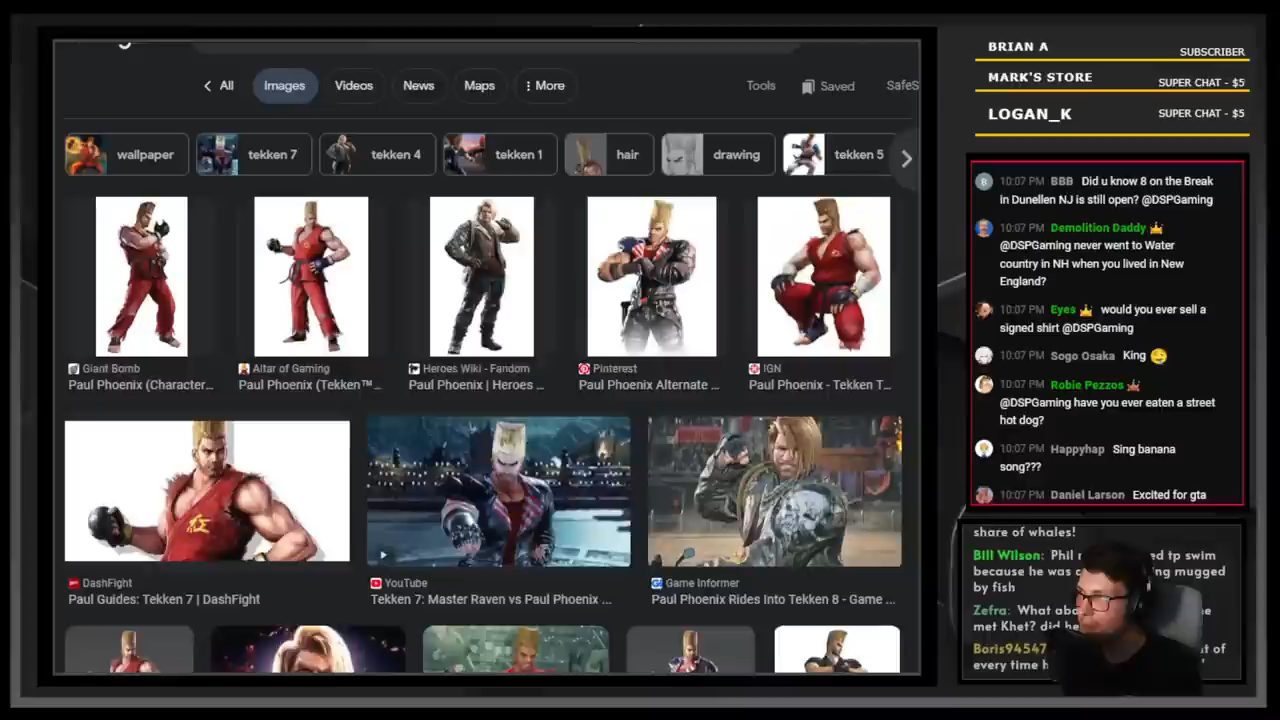 All
Images
Videos
News
Maps
More
Tools
Saved
SafeS
wallpaper
tekken 7
tekken 4
tekken 1
hair
drawing
tekken 5
Giant Bomb
Paul Phoenix (Character...
Altar of Gaming
Paul Phoenix (Tekken™...
Heroes Wiki - Fandom
Paul Phoenix | Heroes ...
Pinterest
Paul Phoenix Alternate ...
IGN
Paul Phoenix - Tekken T...
DashFight
Paul Guides: Tekken 7 | DashFight
YouTube
Tekken 7: Master Raven vs Paul Phoenix ...
Game Informer
Paul Phoenix Rides Into Tekken 8 - Game ...
BRIAN A
SUBSCRIBER
MARK'S STORE
SUPER CHAT - $5
LOGAN_K
SUPER CHAT - $5
B 10:07 PM BBB Did u know 8 on the Break
in Dunellen NJ is still open? @DSPGaming
10:07 PM Demolition Daddy
@DSPGaming never went to Water
country in NH when you lived in New
England?
10:07 PM Eyes would you ever sell a
signed shirt @DSPGaming
10:07 PM Sogo Osaka King
10:07 PM Robie Pezzos
@DSPGaming have you ever eaten a street
hot dog?
10:07 PM Happyhap Sing banana
song???
10:07 PM Daniel Larson Excited for gta
share of whales!
Bill Wilson: Phil ed tp swim
because he was ng mugged
by fish
Zefra: What e
met Khet? did
Boris94547 t of
every time